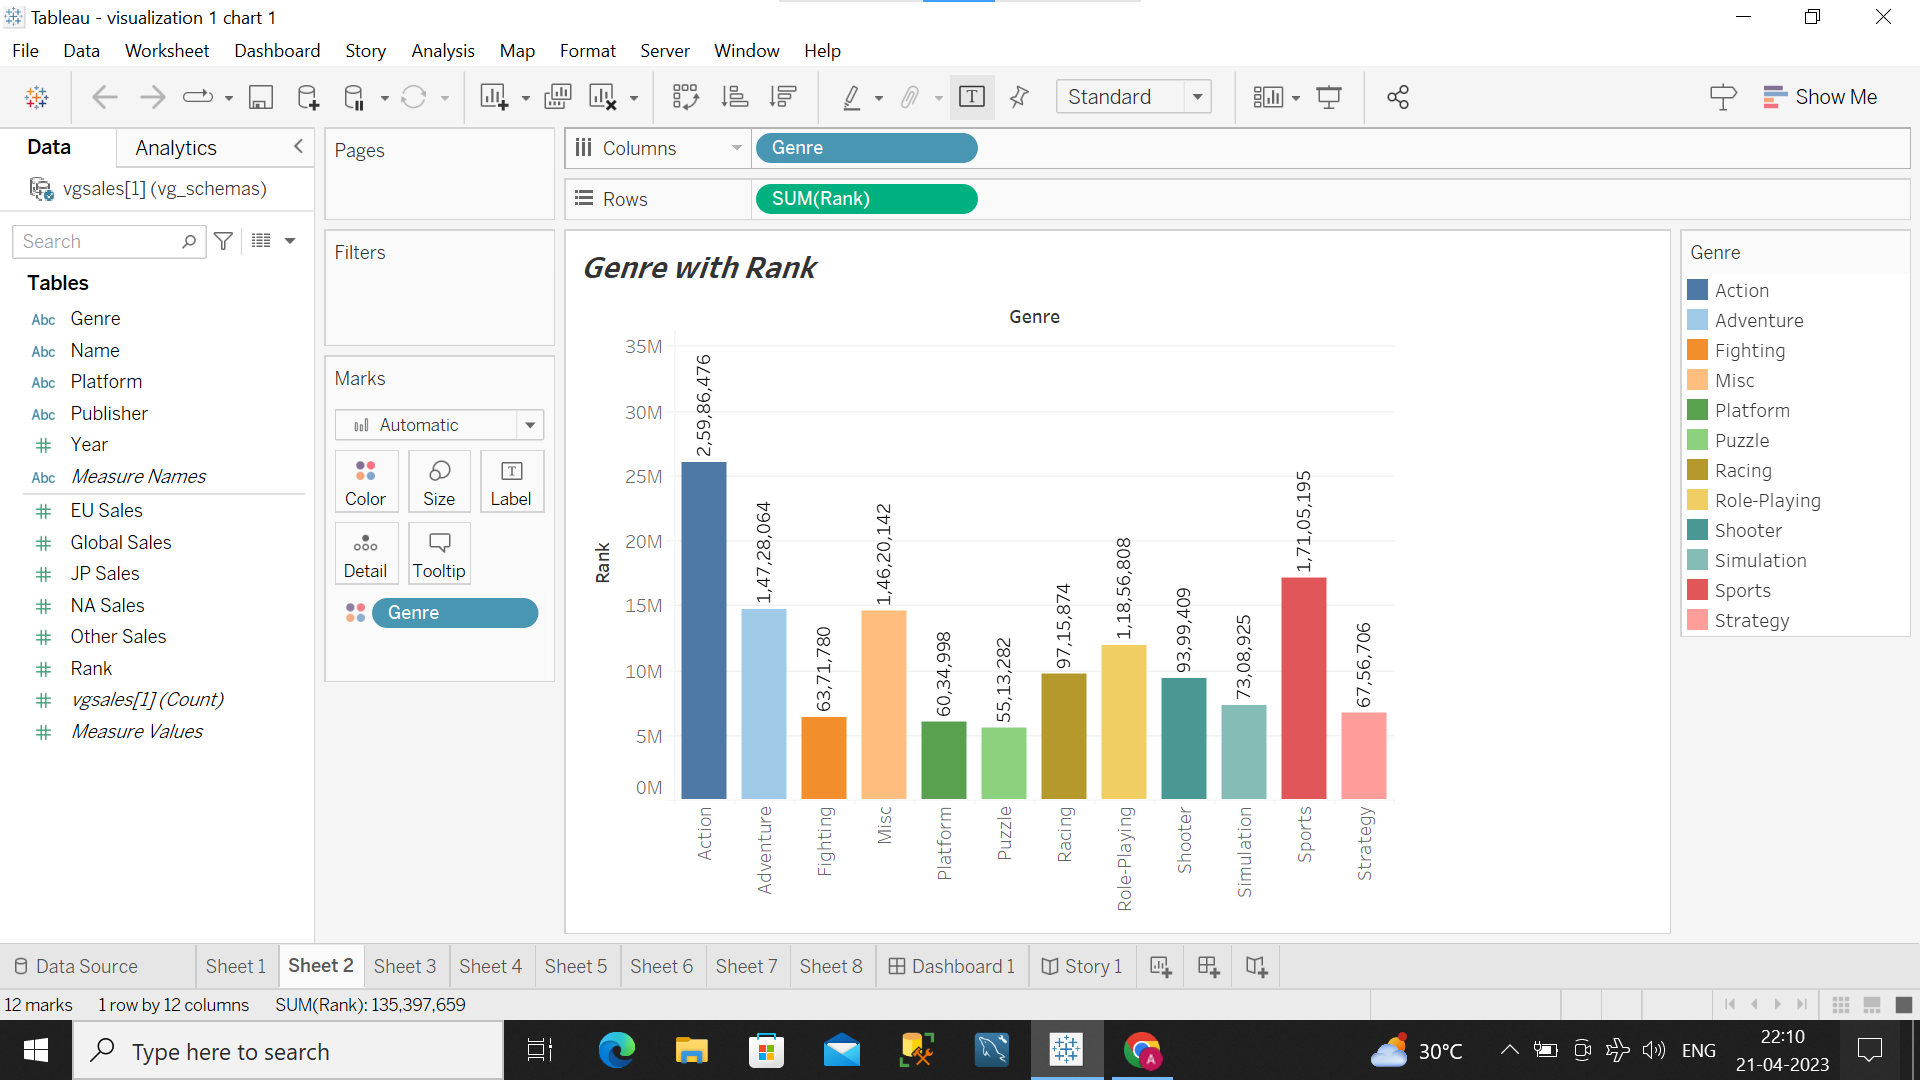 Tableau - visualization 1 chart 1
File Data Worksheet Dashboard Story Analysis Map Format Server Window Help
Standard
Show Me
Data Analytics
vgsales[1] (vg_schemas)
Search
Tables
Abc Genre
Abc Name
Abc Platform
Abc Publisher
Year
Abc Measure Names
EU Sales
Global Sales
JP Sales
NA Sales
Other Sales
Rank
vgsales[1] (Count)
Measure Values
Pages
Filters
Marks
Automatic
Color Size Label
Detail Tooltip
Genre
Columns Genre
Rows SUM(Rank)
Genre with Rank
Genre
Rank
35M
30M
25M
20M
15M
10M
5M
0M
2,59,86,476
1,47,28,064
63,71,780
1,46,20,142
60,34,998
55,13,282
97,15,874
1,18,56,808
93,99,409
73,08,925
1,71,05,195
67,56,706
Action
Adventure
Fighting
Misc
Platform
Puzzle
Racing
Role-Playing
Shooter
Simulation
Sports
Strategy
Genre
Action
Adventure
Fighting
Misc
Platform
Puzzle
Racing
Role-Playing
Shooter
Simulation
Sports
Strategy
Data Source Sheet 1 Sheet 2 Sheet 3 Sheet 4 Sheet 5 Sheet 6 Sheet 7 Sheet 8 Dashboard 1 Story 1
12 marks 1 row by 12 columns SUM(Rank): 135,397,659
Type here to search
A
30°C
ENG
22:10
21-04-2023